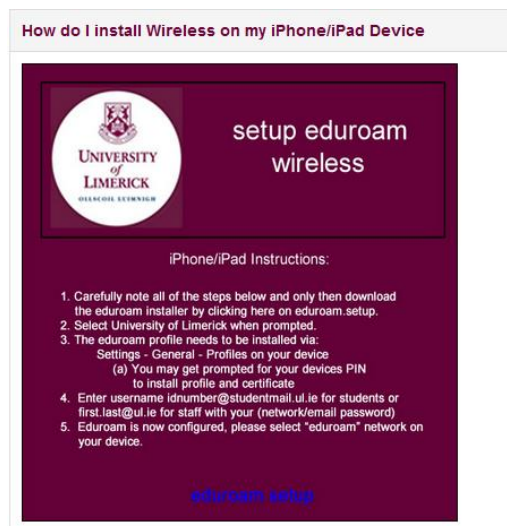 How do I install Wireless on my iPhone/iPad Device
UNIVERSITY
of
LIMERICK
OLLSCOIL LUIMNIGH
setup eduroam
wireless
iPhone/iPad Instructions:
1. Carefully note all of the steps below and only then download
the eduroam installer by clicking here on eduroam.setup.
2. Select University of Limerick when prompted.
3. The eduroam profile needs to be installed via:
Settings - General - Profiles on your device
(a) You may get prompted for your devices PIN
to install profile and certificate
4. Enter username idnumber@studentmail.ul.ie for students or
first.last@ul.ie for staff with your (network/email password)
5. Eduroam is now configured, please select "eduroam" network on
your device.
eduroam setup